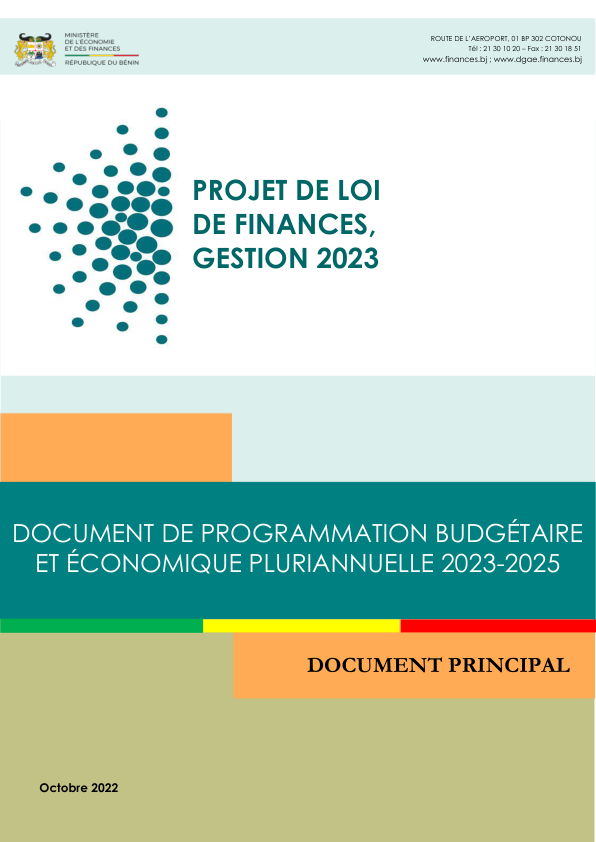 MINISTÈRE
DE L'ÉCONOMIE
ET DES FINANCES
RÉPUBLIQUE DU BÉNIN
ROUTE DE L'AEROPORT, 01 BP 302 COTONOU
Tél : 21 30 10 20 – Fax : 21 30 18 51
www.finances.bj ; www.dgae.finances.bj
PROJET DE LOI
DE FINANCES,
GESTION 2023
DOCUMENT DE PROGRAMMATION BUDGÉTAIRE
ET ÉCONOMIQUE PLURIANNUELLE 2023-2025
DOCUMENT PRINCIPAL
Octobre 2022